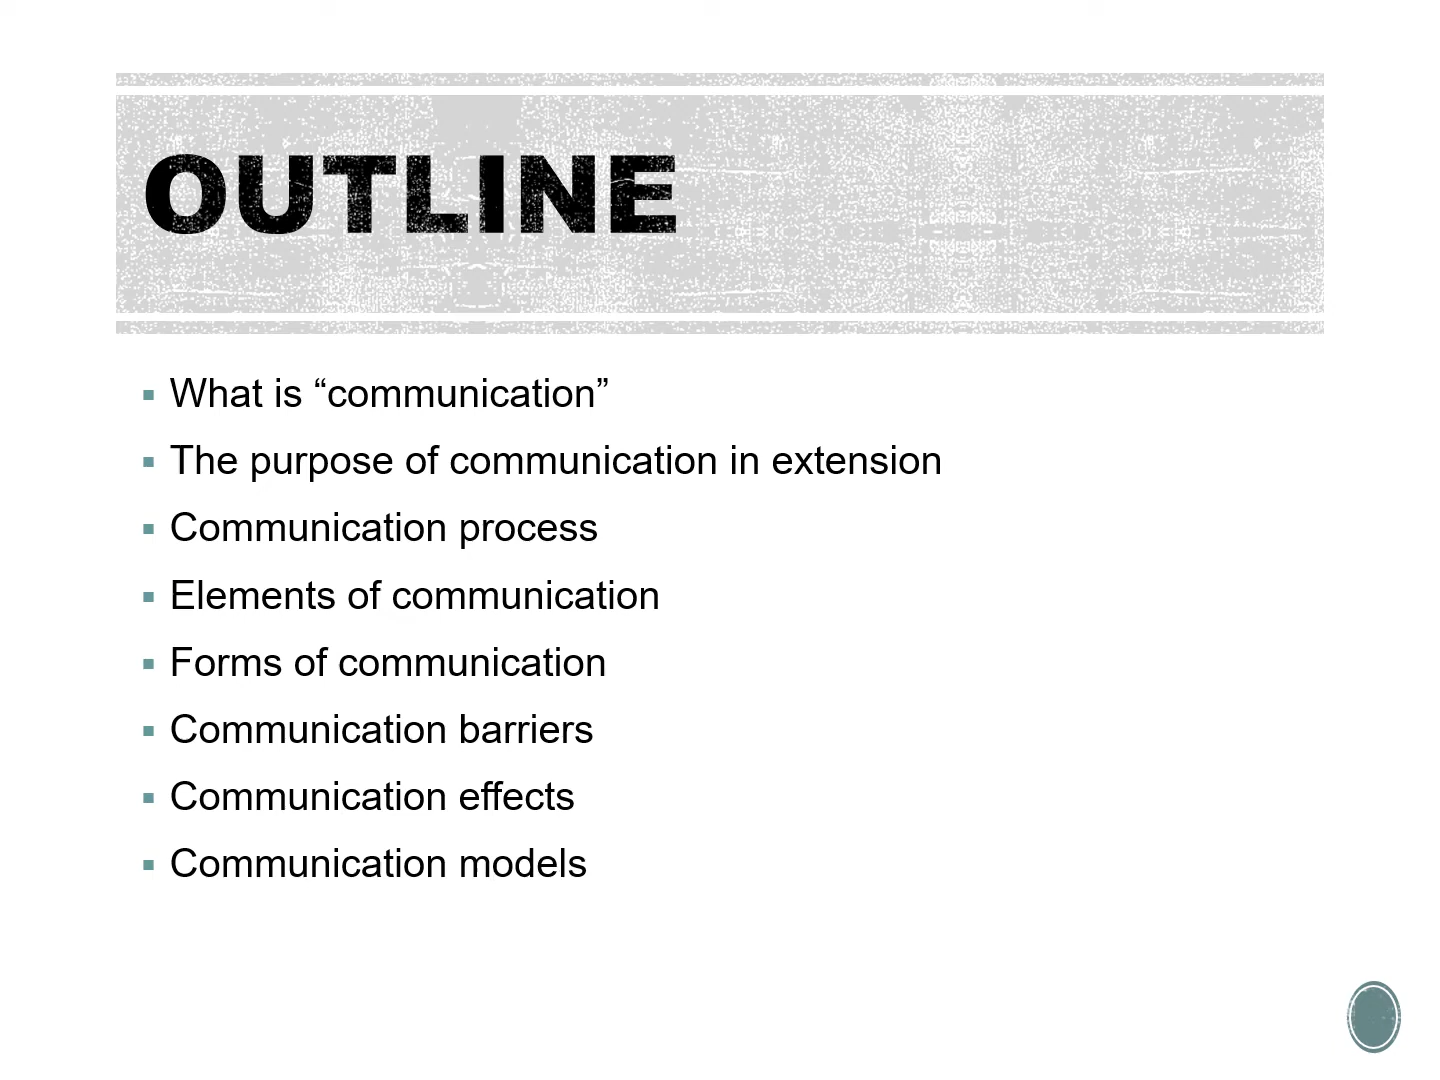 OUTLINE
What is “communication”
The purpose of communication in extension
Communication process
Elements of communication
Forms of communication
Communication barriers
Communication effects
Communication models